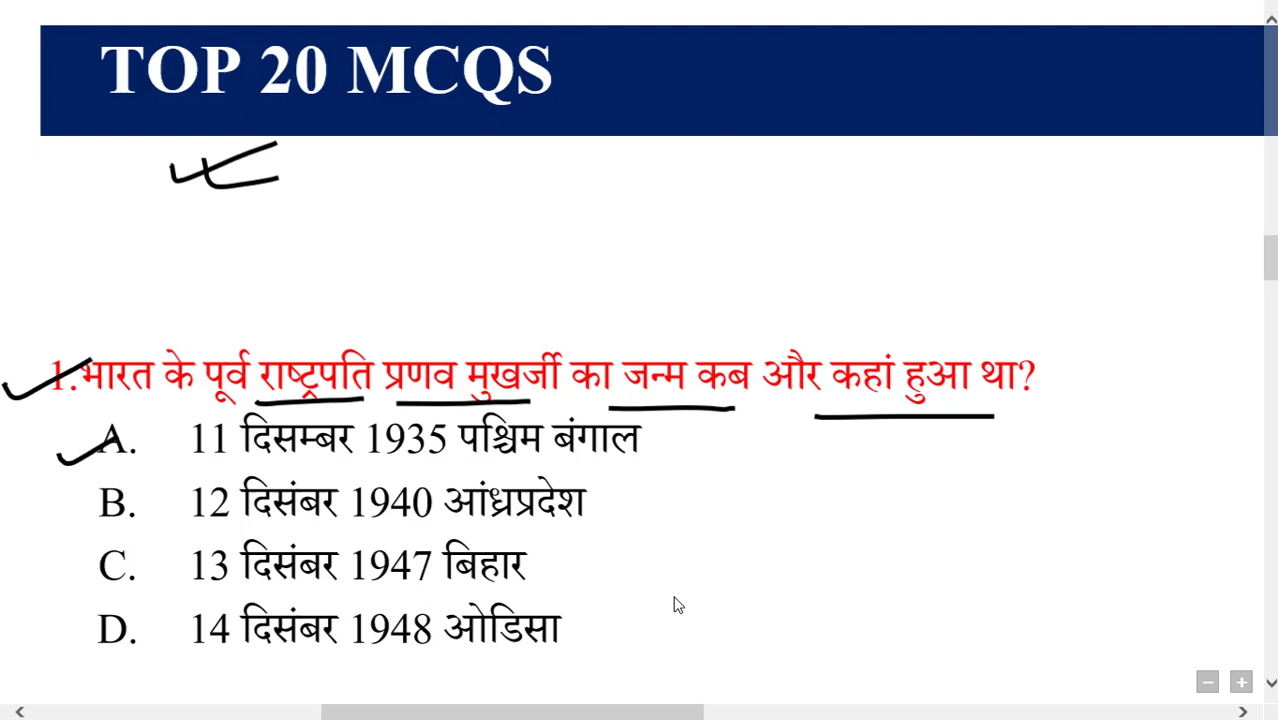 TOP 20 MCQS
1.भारत के पूर्व राष्ट्रपति प्रणव मुखर्जी का जन्म कब और कहां हुआ था?
A. 11 दिसम्बर 1935 पश्चिम बंगाल
B. 12 दिसंबर 1940 आंध्रप्रदेश
C. 13 दिसंबर 1947 बिहार
D. 14 दिसंबर 1948 ओडिसा